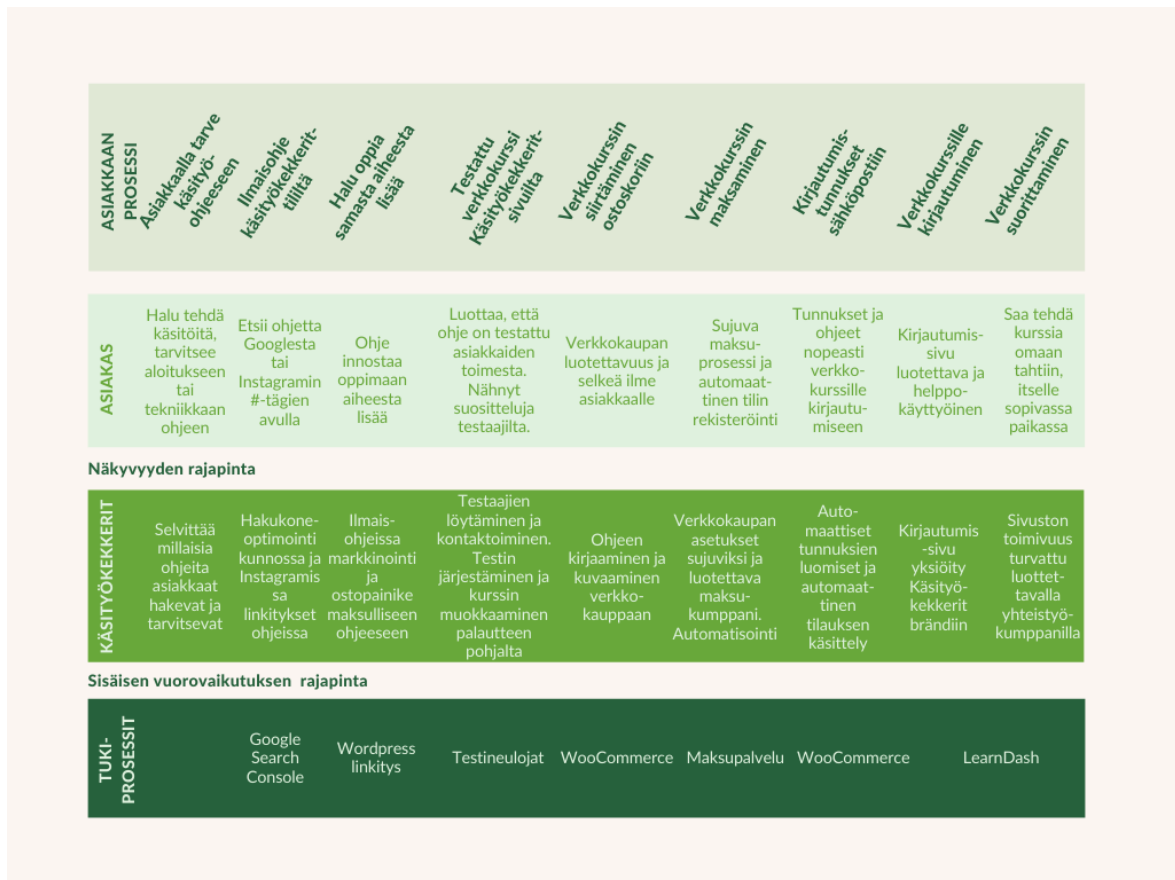 ASIAKKAAN
PROSESSI
Asiakkaalla tarve
käsityö-
ohjeeseen
Ilmaisohje
käsityökekkerit-
tililtä
Halu oppia
samasta aiheesta
lisää
Testattu
verkkokurssi
Käsityökekkerit-
sivuilta
Verkkokurssin
siirtäminen
ostoskoriin
Verkkokurssin
maksaminen
Kirjautumis-
tunnukset
sähköpostiin
Verkkokurssille
kirjautuminen
Verkkokurssin
suorittaminen
ASIAKAS
Halu tehdä
käsitöitä,
tarvitsee
aloitukseen
tai
tekniikkaan
ohjeen
Etsii ohjetta
Googlesta
tai
Instagramin
#-tägien
avulla
Ohje
innostaa
oppimaan
aiheesta
lisää
Luottaa, että
ohje on testattu
asiakkaiden
toimesta.
Nähnyt
suositteluja
testaajilta.
Verkkokaupan
luotettavuus ja
selkeä ilme
asiakkaalle
Sujuva
maksu-
prosessi ja
automaat-
tinen tilin
rekisteröinti
Tunnukset ja
ohjeet
nopeasti
verkko-
kurssille
kirjautu-
miseen
Kirjautumis-
sivu
luotettava ja
helppo-
käyttyöinen
Saa tehdä
kurssia
omaan
tahtiin,
itselle
sopivassa
paikassa
Näkyvyyden rajapinta
KÄSITYÖKEKKERIT
Selvittää
millaisia
ohjeita
asiakkaat
hakevat ja
tarvitsevat
Hakukone-
optimointi
kunnossa ja
Instagramis
sa
linkitykset
ohjeissa
Ilmais-
ohjeissa
markkinointi
ja
ostopainike
maksulliseen
ohjeeseen
Testaajien
löytäminen ja
kontaktoiminen.
Testin
järjestäminen ja
kurssin
muokkaaminen
palautteen
pohjalta
Ohjeen
kirjaaminen ja
kuvaaminen
verkko-
kauppaan
Verkkokaupan
asetukset
sujuviksi ja
luotettava
maksu-
kumppani.
Automatisointi
Auto-
maattiset
tunnuksien
luomiset ja
automaat-
tinen
tilauksen
käsittely
Kirjautumis
-sivu
yksiöity
Käsityö-
kekkerit
brändiin
Sivuston
toimivuus
turvattu
luottet-
tavalla
yhteistyö-
kumppanilla
Sisäisen vuorovaikutuksen rajapinta
TUKI-
PROSESSIT
Google
Search
Console
Wordpress
linkitys
Testineulojat
WooCommerce
Maksupalvelu
WooCommerce
LearnDash